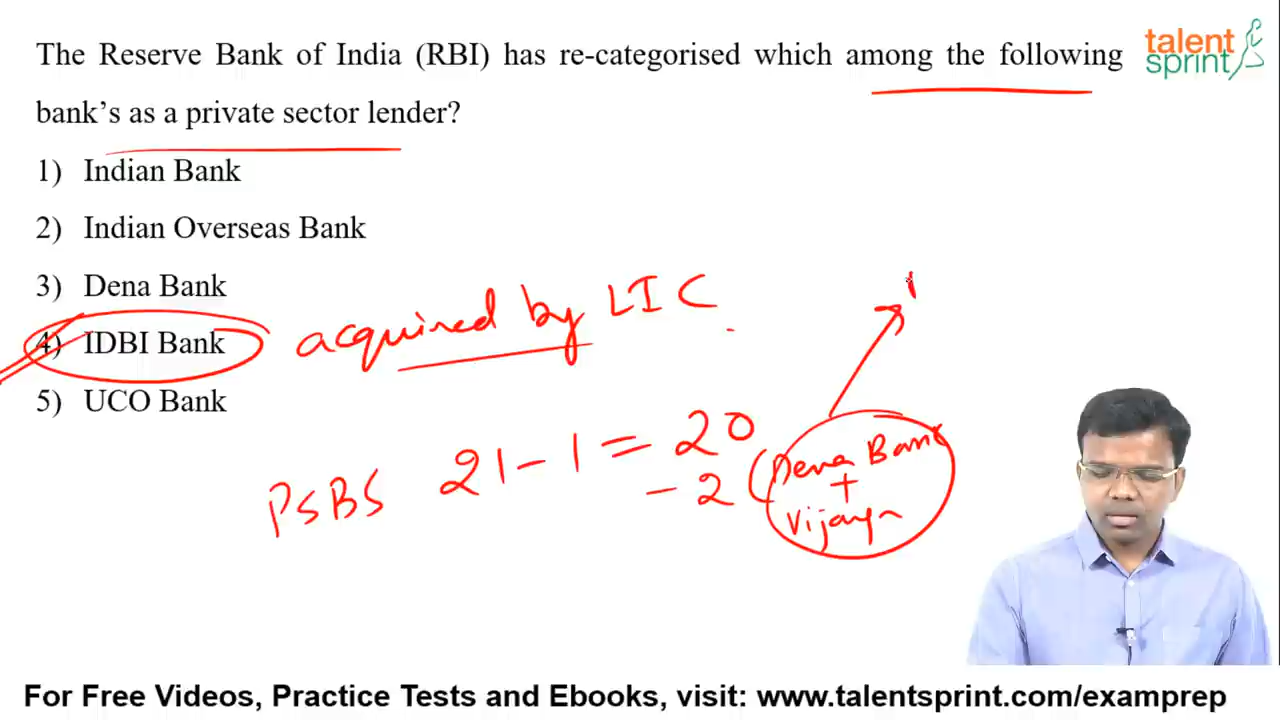 The Reserve Bank of India (RBI) has re-categorised which among the following
bank’s as a private sector lender?
talent
sprint
1) Indian Bank
2) Indian Overseas Bank
3) Dena Bank
4) IDBI Bank
acquired by LIC
5) UCO Bank
PSBS 21 - 1 = 20
- 2 (Dena Bank
+
Vijaya
For Free Videos, Practice Tests and Ebooks, visit: www.talentsprint.com/examprep